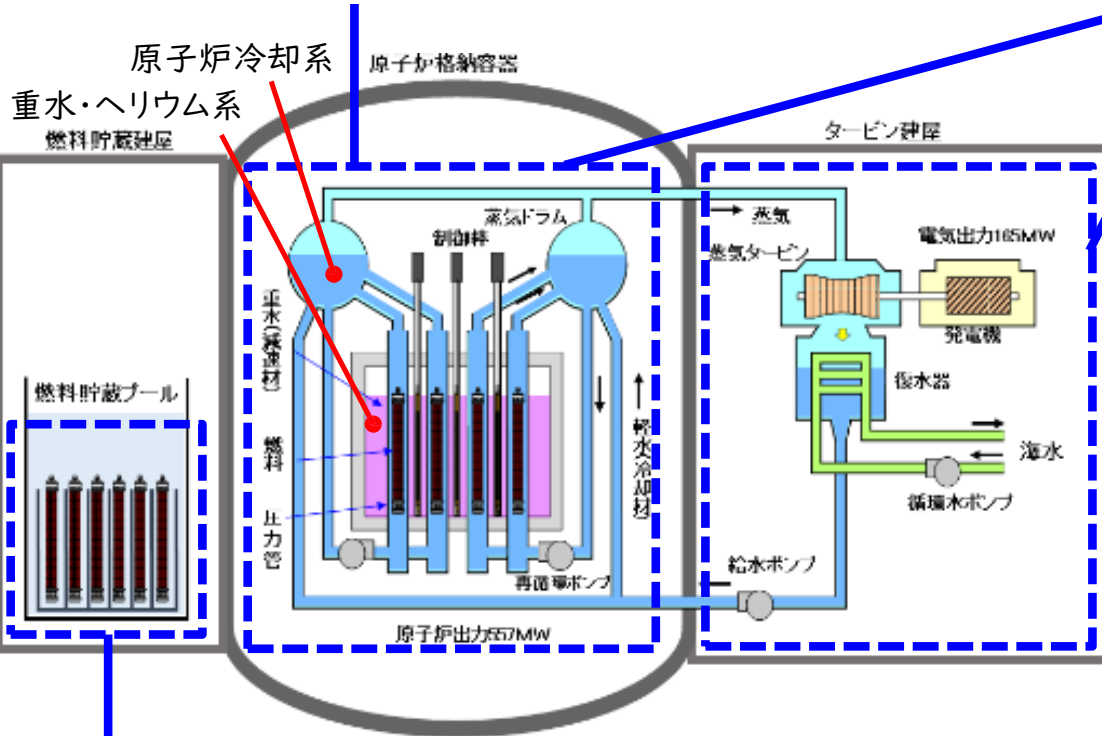 原子炉冷却系
重水・ヘリウム系
原子炉格納容器
燃料貯蔵建屋
タービン建屋
蒸気ドラム
制御棒
蒸気
蒸気タービン
電気出力165MW
発電機
重水(減速材)
復水器
燃料貯蔵プール
燃料
軽水(冷却材)
海水
循環水ポンプ
圧力管
再循環ポンプ
給水ポンプ
原子炉出力557MW